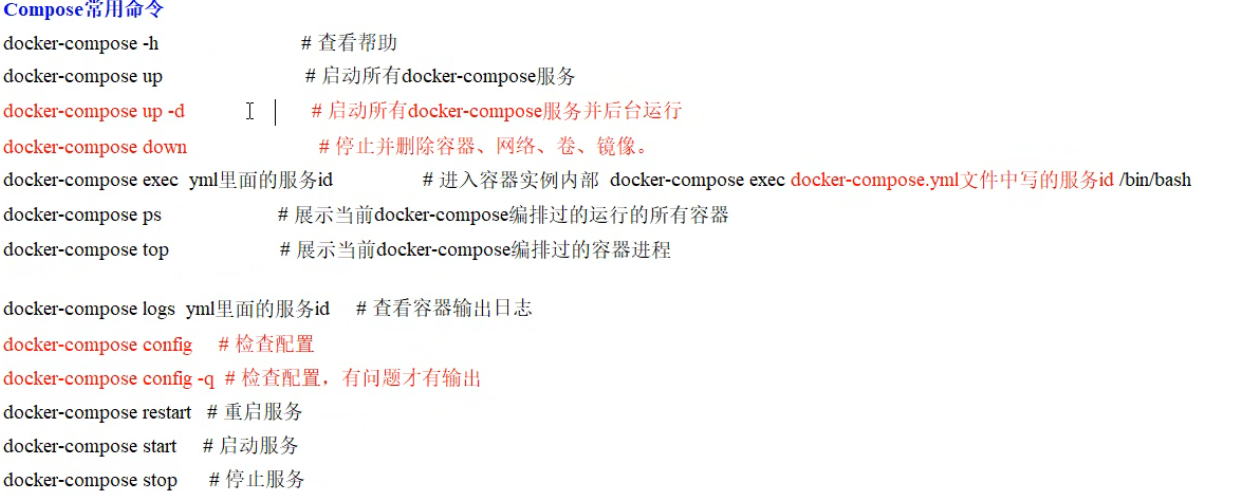 Compose常用命令
docker-compose -h # 查看帮助
docker-compose up # 启动所有docker-compose服务
docker-compose up -d # 启动所有docker-compose服务并后台运行
docker-compose down # 停止并删除容器、网络、卷、镜像。
docker-compose exec yml里面的服务id # 进入容器实例内部 docker-compose exec docker-compose.yml文件中写的服务id /bin/bash
docker-compose ps # 展示当前docker-compose编排过的运行的所有容器
docker-compose top # 展示当前docker-compose编排过的容器进程
docker-compose logs yml里面的服务id # 查看容器输出日志
docker-compose config # 检查配置
docker-compose config -q # 检查配置，有问题才有输出
docker-compose restart # 重启服务
docker-compose start # 启动服务
docker-compose stop # 停止服务